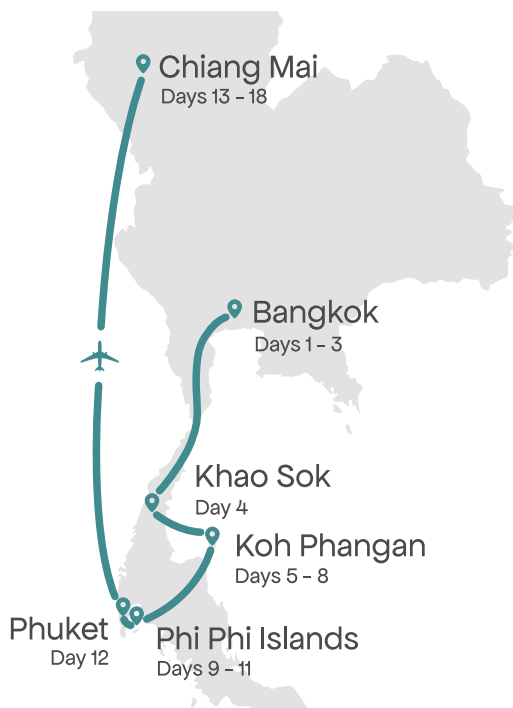 Chiang Mai
Days 13 – 18
Bangkok
Days 1 – 3
Khao Sok
Day 4
Koh Phangan
Days 5 – 8
Phuket
Day 12
Phi Phi Islands
Days 9 – 11